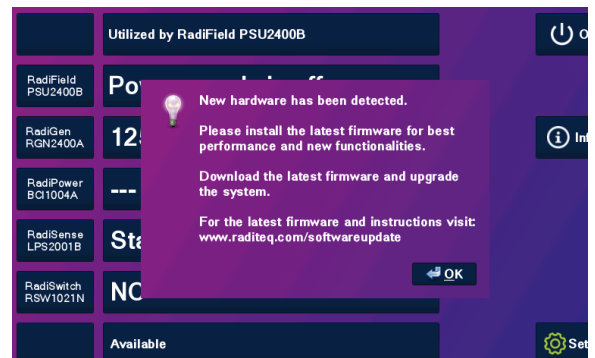 Utilized by RadiField PSU2400B
RadiField
PSU2400B
RadiGen
RGN2400A
RadiPower
BCI1004A
---
RadiSense
LPS2001B
RadiSwitch
RSW1021N
NO
Available
New hardware has been detected.
Please install the latest firmware for best
performance and new functionalities.
Download the latest firmware and upgrade
the system.
For the latest firmware and instructions visit:
www.raditeq.com/softwareupdate
OK